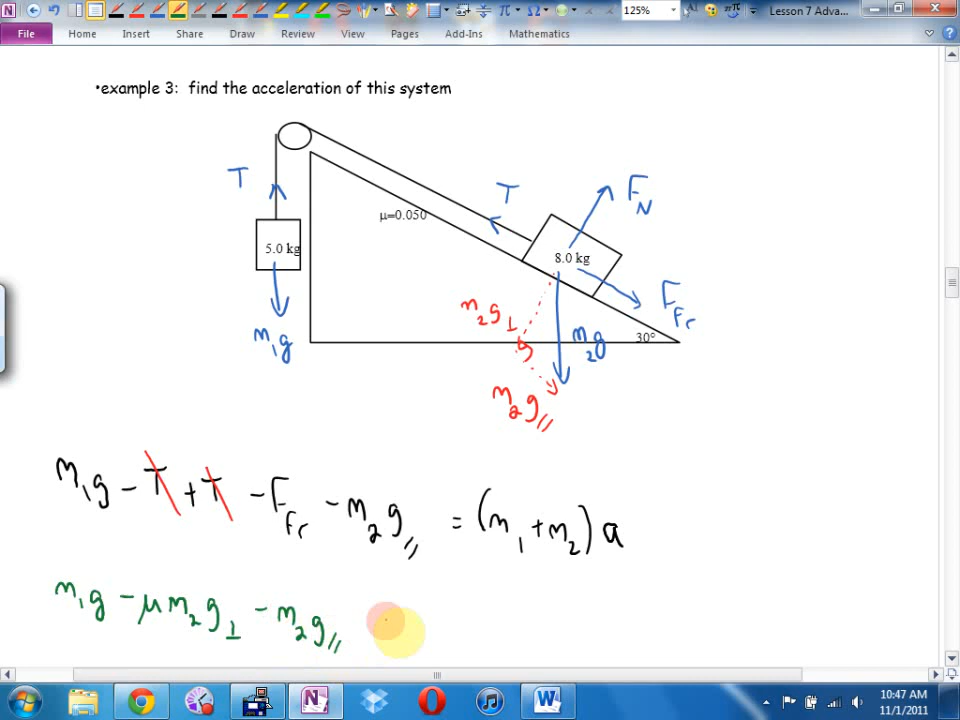 125%
Lesson 7 Adva...
File Home Insert Share Draw Review View Pages Add-Ins Mathematics
•example 3: find the acceleration of this system
T
T
F_N
μ=0.050
5.0 kg
8.0 kg
F_Fr
m₂g⊥
m₁g
m₂g
30°
m₂g//
m₁g - T + T - F_Fr - m₂g// = (m₁ + m₂) a
m₁g - μ m₂g⊥ - m₂g//
10:47 AM
11/1/2011